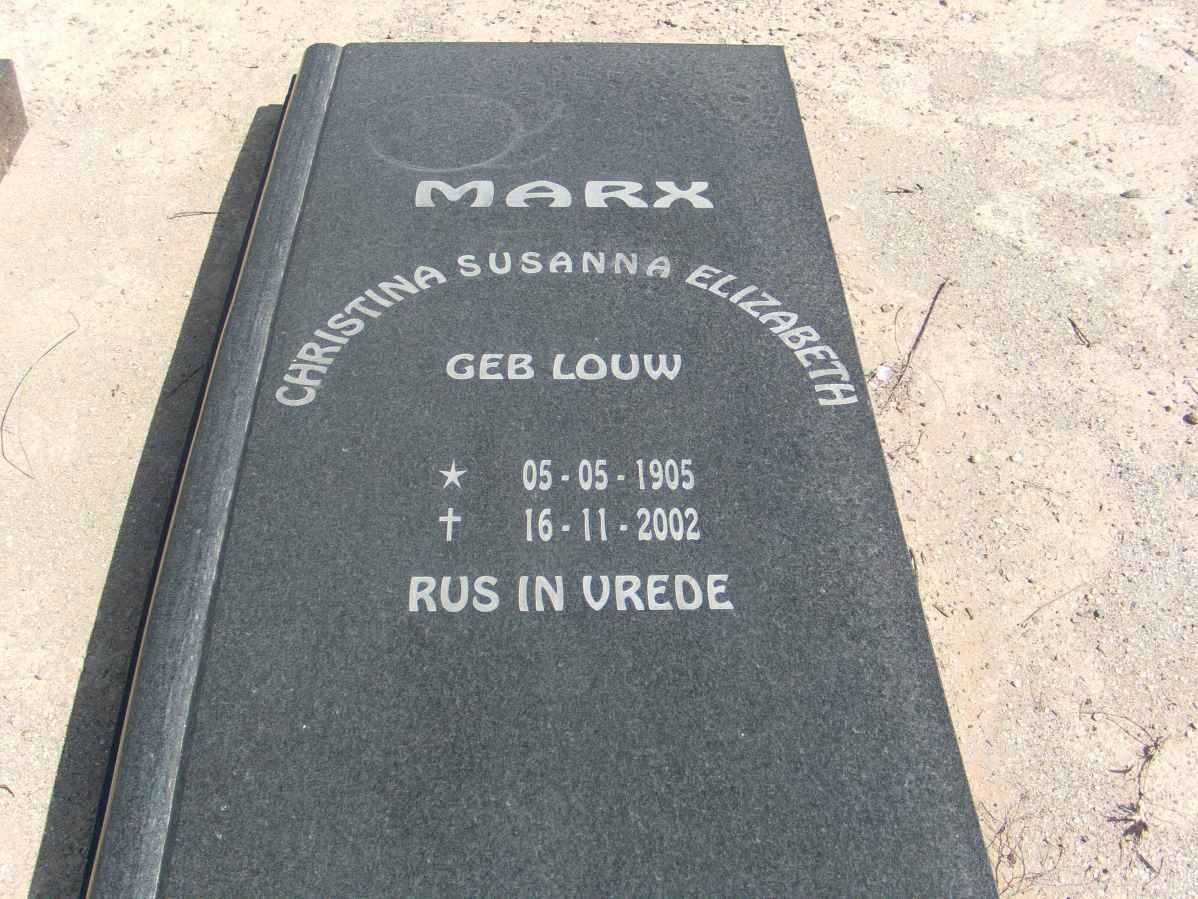 MARX
CHRISTINA SUSANNA ELIZABETH
GEB LOUW
★ 05-05-1905
✝ 16-11-2002
RUS IN VREDE